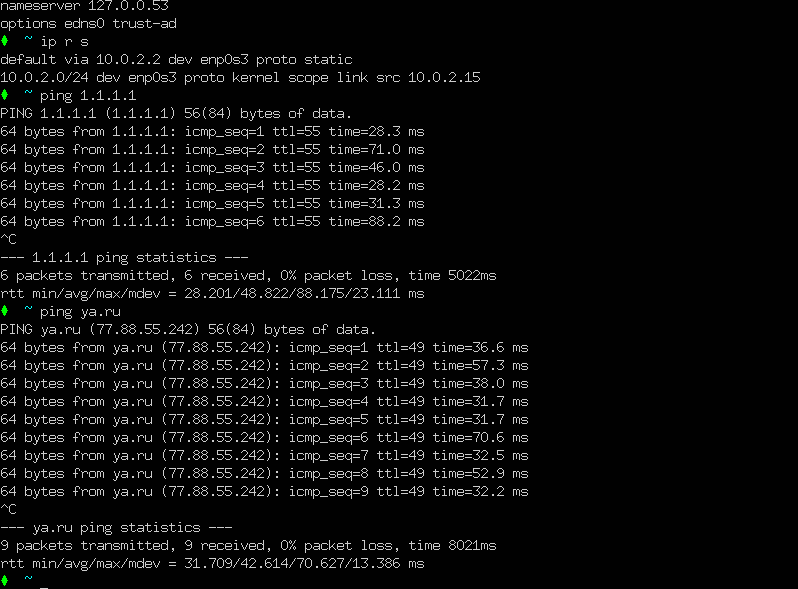 nameserver 127.0.0.53
options edns0 trust-ad
♦  ~ ip r s
default via 10.0.2.2 dev enp0s3 proto static
10.0.2.0/24 dev enp0s3 proto kernel scope link src 10.0.2.15
♦  ~ ping 1.1.1.1
PING 1.1.1.1 (1.1.1.1) 56(84) bytes of data.
64 bytes from 1.1.1.1: icmp_seq=1 ttl=55 time=28.3 ms
64 bytes from 1.1.1.1: icmp_seq=2 ttl=55 time=71.0 ms
64 bytes from 1.1.1.1: icmp_seq=3 ttl=55 time=46.0 ms
64 bytes from 1.1.1.1: icmp_seq=4 ttl=55 time=28.2 ms
64 bytes from 1.1.1.1: icmp_seq=5 ttl=55 time=31.3 ms
64 bytes from 1.1.1.1: icmp_seq=6 ttl=55 time=88.2 ms
^C
--- 1.1.1.1 ping statistics ---
6 packets transmitted, 6 received, 0% packet loss, time 5022ms
rtt min/avg/max/mdev = 28.201/48.822/88.175/23.111 ms
♦  ~ ping ya.ru
PING ya.ru (77.88.55.242) 56(84) bytes of data.
64 bytes from ya.ru (77.88.55.242): icmp_seq=1 ttl=49 time=36.6 ms
64 bytes from ya.ru (77.88.55.242): icmp_seq=2 ttl=49 time=57.3 ms
64 bytes from ya.ru (77.88.55.242): icmp_seq=3 ttl=49 time=38.0 ms
64 bytes from ya.ru (77.88.55.242): icmp_seq=4 ttl=49 time=31.7 ms
64 bytes from ya.ru (77.88.55.242): icmp_seq=5 ttl=49 time=31.7 ms
64 bytes from ya.ru (77.88.55.242): icmp_seq=6 ttl=49 time=70.6 ms
64 bytes from ya.ru (77.88.55.242): icmp_seq=7 ttl=49 time=32.5 ms
64 bytes from ya.ru (77.88.55.242): icmp_seq=8 ttl=49 time=52.9 ms
64 bytes from ya.ru (77.88.55.242): icmp_seq=9 ttl=49 time=32.2 ms
^C
--- ya.ru ping statistics ---
9 packets transmitted, 9 received, 0% packet loss, time 8021ms
rtt min/avg/max/mdev = 31.709/42.614/70.627/13.386 ms
♦  ~